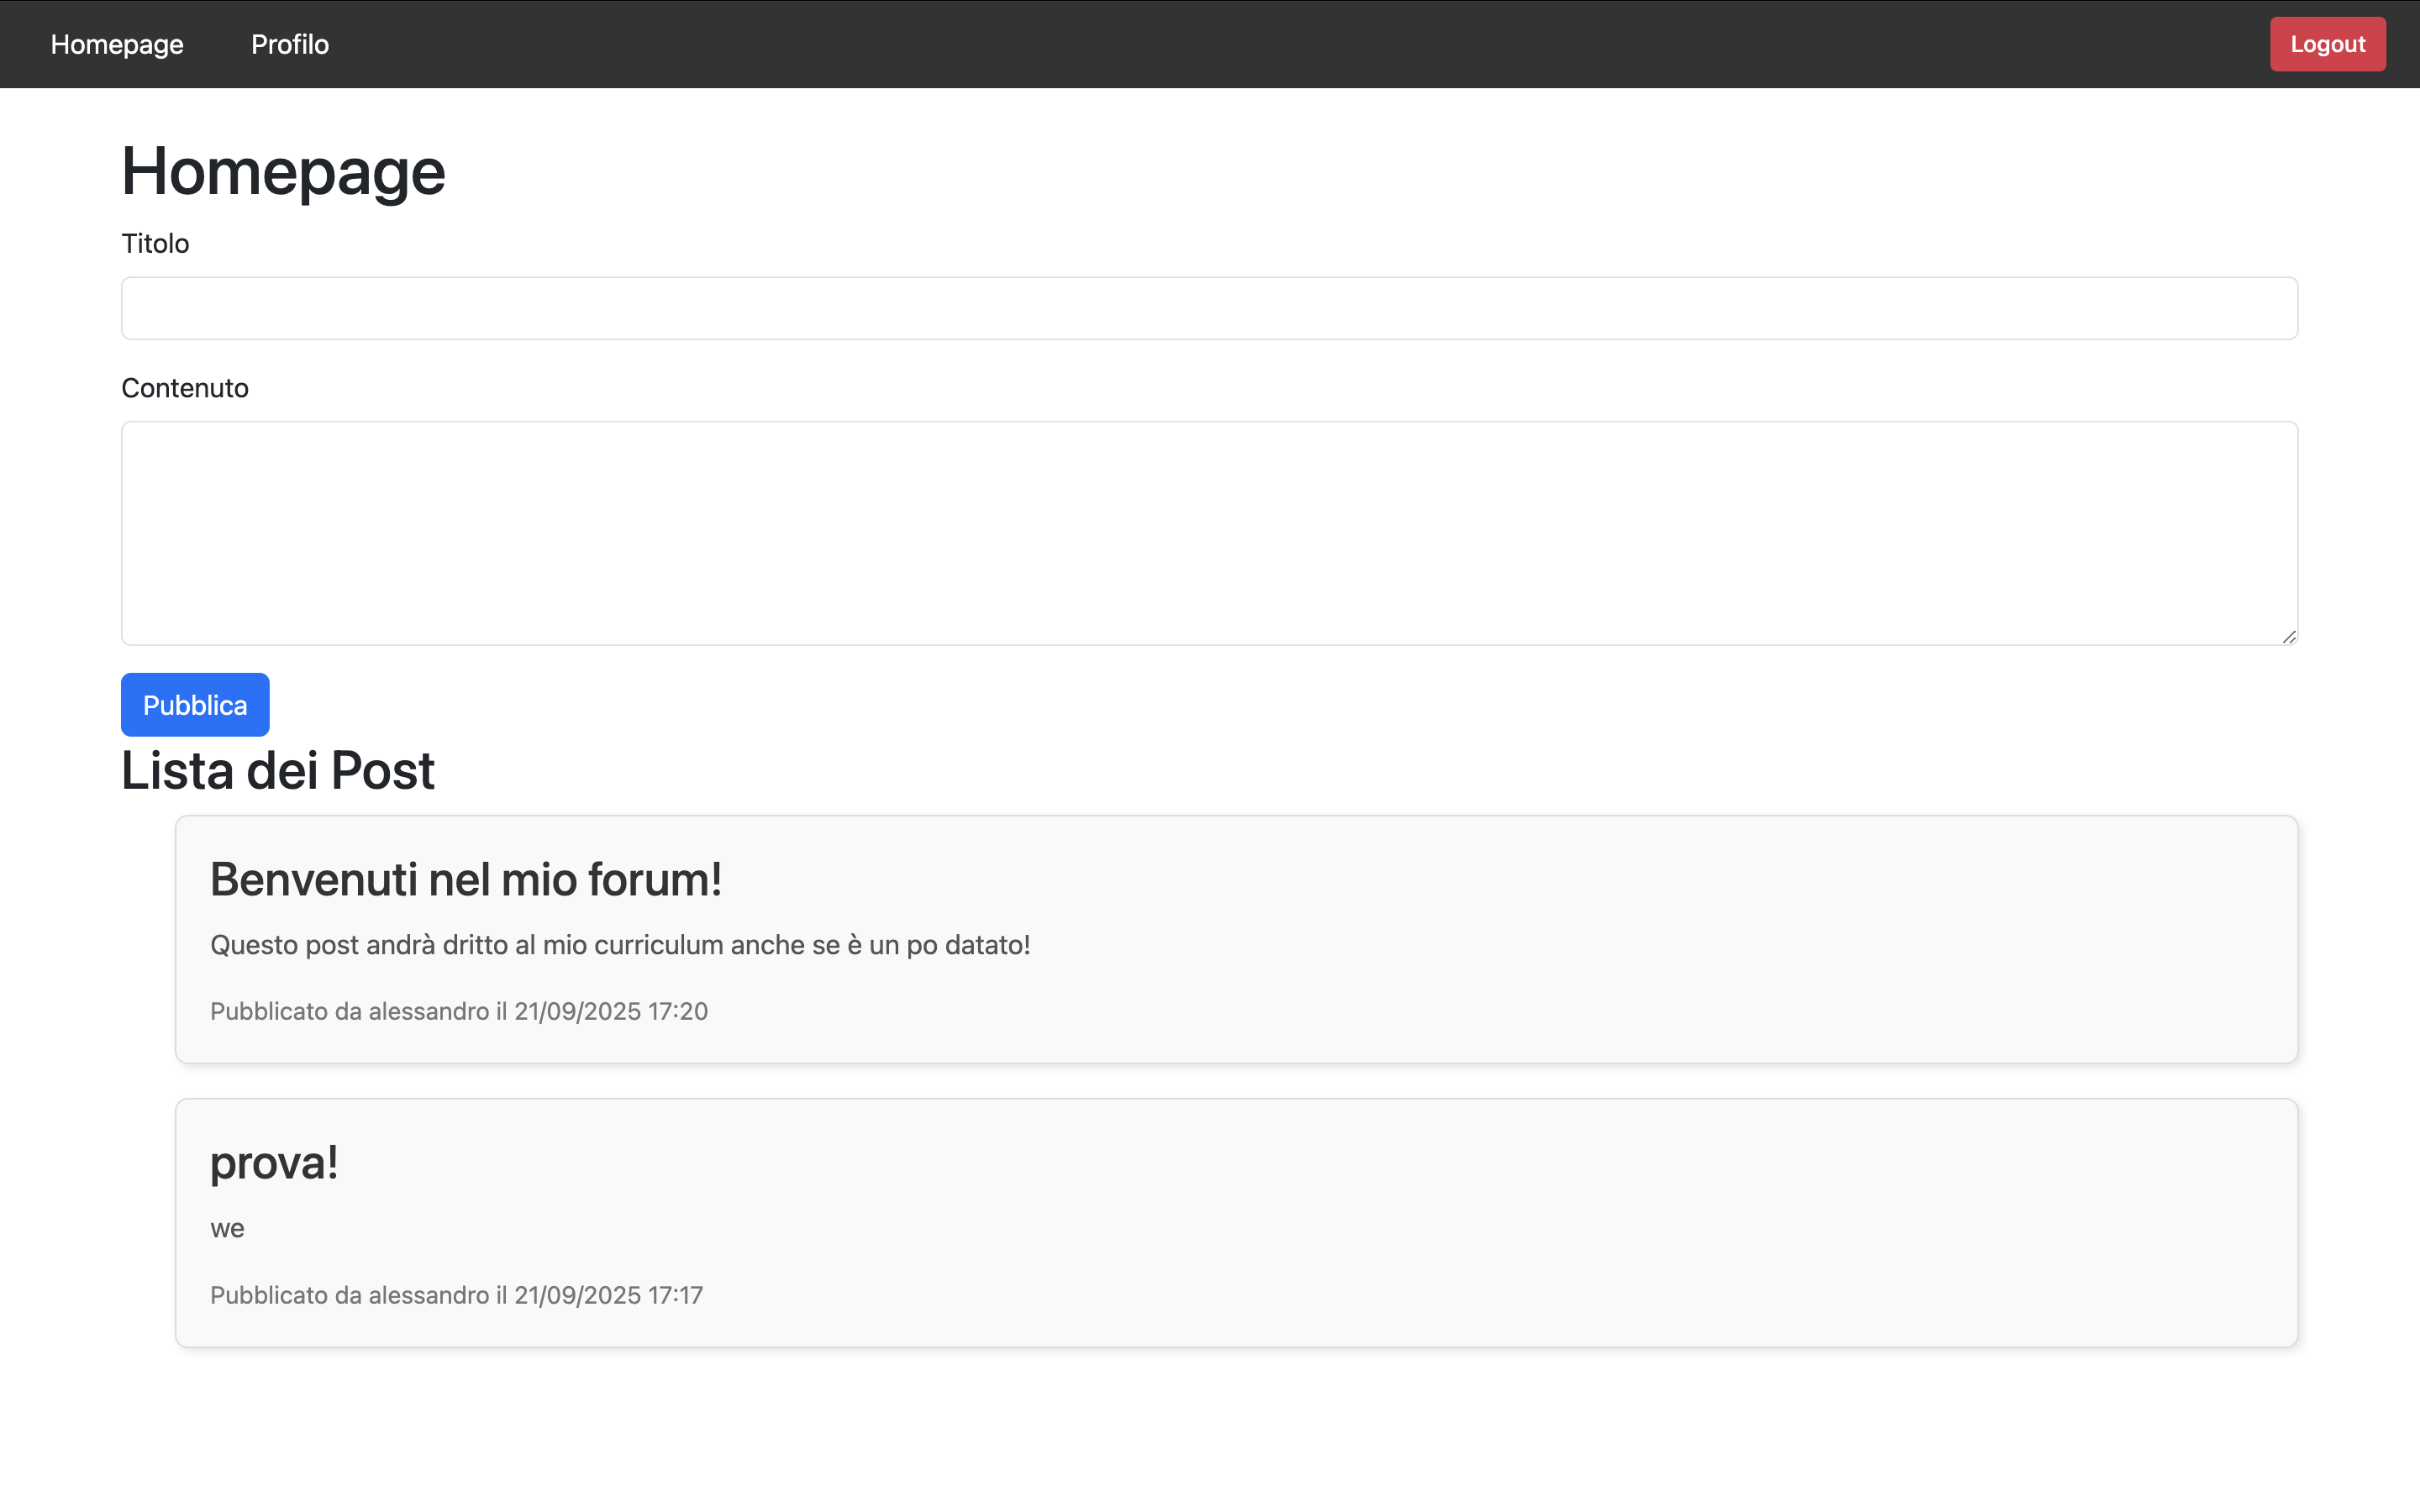 Homepage Profilo Logout
Homepage
Titolo
Contenuto
Pubblica
Lista dei Post
Benvenuti nel mio forum!
Questo post andrà dritto al mio curriculum anche se è un po datato!
Pubblicato da alessandro il 21/09/2025 17:20
prova!
we
Pubblicato da alessandro il 21/09/2025 17:17